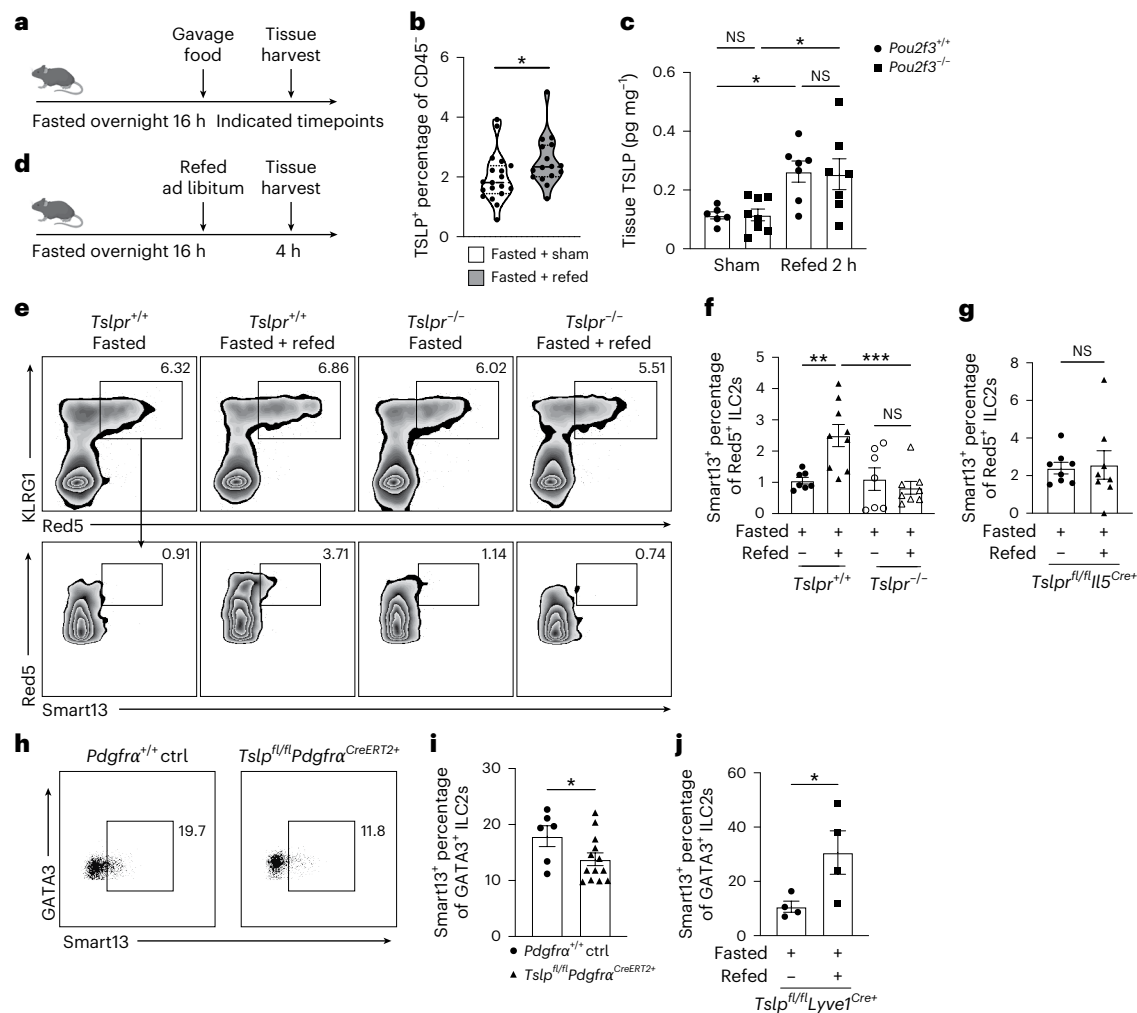 a
Gavage food
Tissue harvest
Fasted overnight 16 h
Indicated timepoints
d
Refed ad libitum
Tissue harvest
Fasted overnight 16 h
4 h
b
TSLP⁺ percentage of CD45⁻
6
4
2
0
*
Fasted + sham
Fasted + refed
c
Tissue TSLP (pg mg⁻¹)
0.6
0.4
0.2
0
NS
*
*
NS
Sham
Refed 2 h
Pou2f3⁺/⁺
Pou2f3⁻/⁻
e
Tslpr⁺/⁺
Fasted
Tslpr⁺/⁺
Fasted + refed
Tslpr⁻/⁻
Fasted
Tslpr⁻/⁻
Fasted + refed
6.32
6.86
6.02
5.51
KLRG1
Red5
0.91
3.71
1.14
0.74
Red5
Smart13
f
Smart13⁺ percentage
of Red5⁺ ILC2s
5
4
3
2
1
0
**
***
NS
Fasted + + + +
Refed − + − +
Tslpr⁺/⁺
Tslpr⁻/⁻
g
Smart13⁺ percentage
of Red5⁺ ILC2s
8
6
4
2
0
NS
Fasted + +
Refed − +
Tslprᶠˡ/ᶠˡIl5ᶜʳᵉ⁺
h
Pdgfrα⁺/⁺ ctrl
Tslpᶠˡ/ᶠˡPdgfrαᶜʳᵉᴱᴿᵀ²⁺
19.7
11.8
GATA3
Smart13
i
Smart13⁺ percentage
of GATA3⁺ ILC2s
30
20
10
0
*
Pdgfrα⁺/⁺ ctrl
Tslpᶠˡ/ᶠˡPdgfrαᶜʳᵉᴱᴿᵀ²⁺
j
Smart13⁺ percentage
of GATA3⁺ ILC2s
60
40
20
0
*
Fasted + +
Refed − +
Tslpᶠˡ/ᶠˡLyve1ᶜʳᵉ⁺